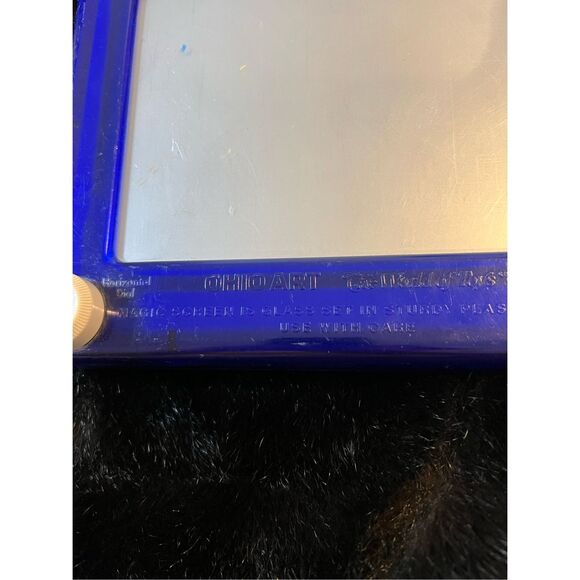 Horizontal
Dial
OHIO ART The World of Toys
MAGIC SCREEN IS GLASS SET IN STURDY PLAS
USE WITH CARE